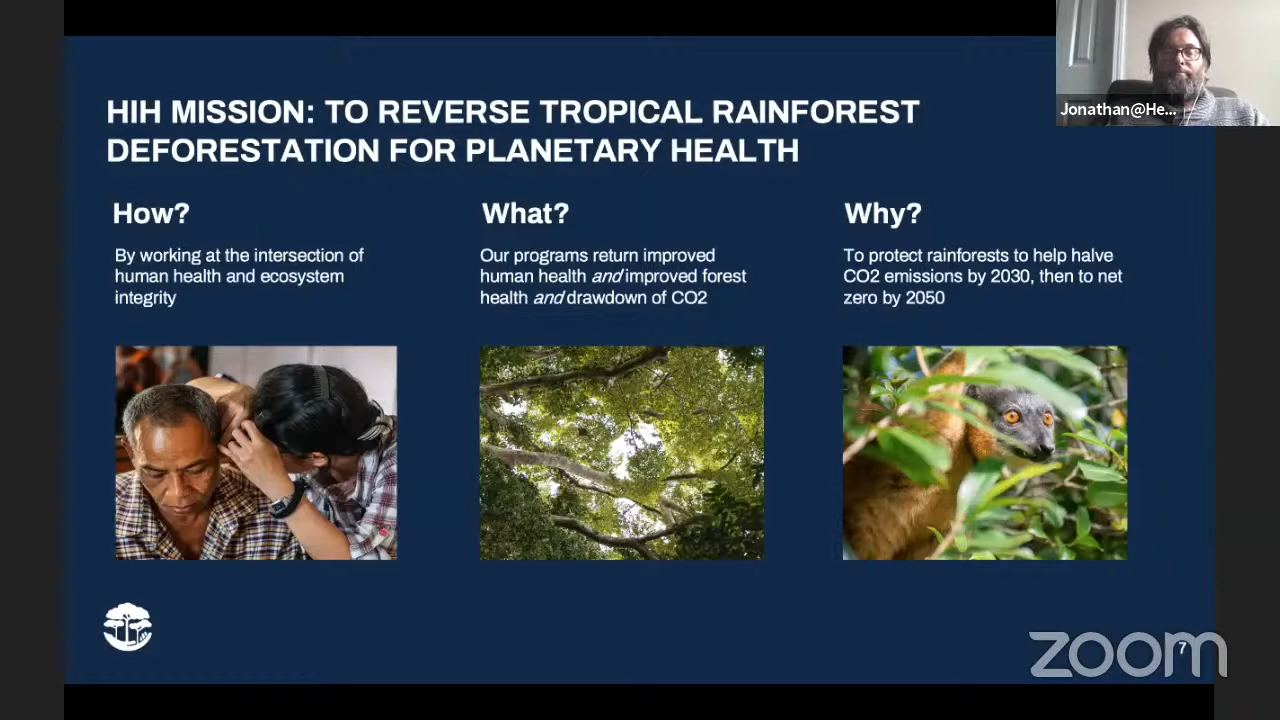 Jonathan@He...
HIH MISSION: TO REVERSE TROPICAL RAINFOREST
DEFORESTATION FOR PLANETARY HEALTH
How?
By working at the intersection of
human health and ecosystem
integrity
What?
Our programs return improved
human health and improved forest
health and drawdown of CO2
Why?
To protect rainforests to help halve
CO2 emissions by 2030, then to net
zero by 2050
zoom
7